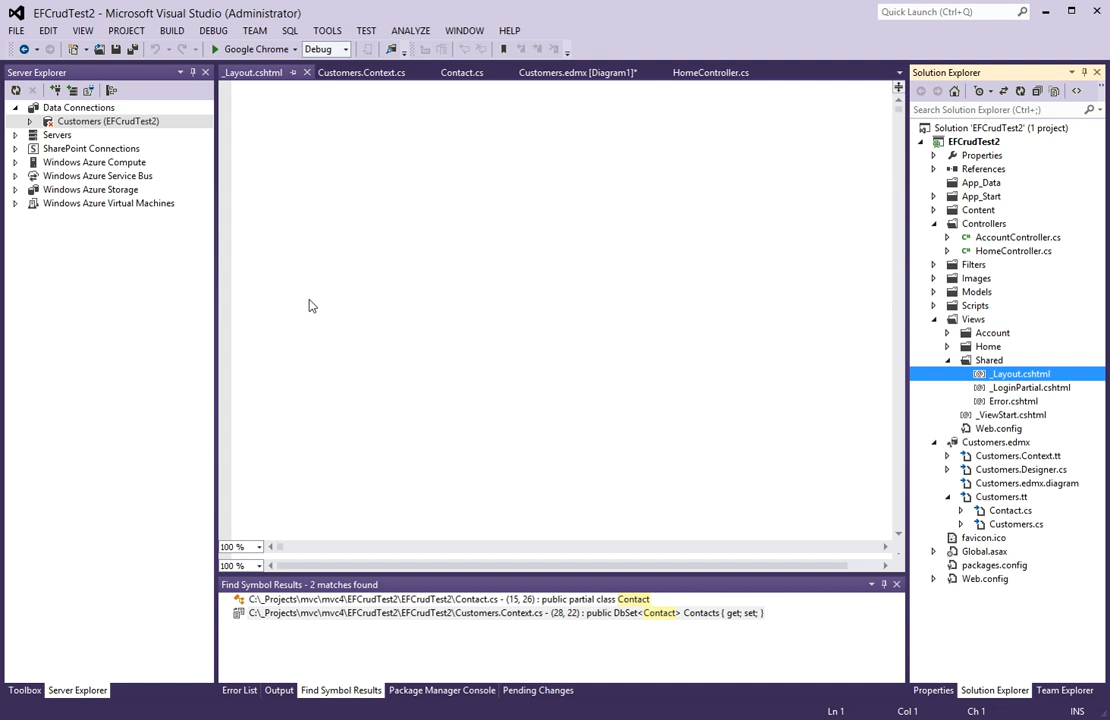 EFCrudTest2 - Microsoft Visual Studio (Administrator)
Quick Launch (Ctrl+Q)
FILE EDIT VIEW PROJECT BUILD DEBUG TEAM SQL TOOLS TEST ANALYZE WINDOW HELP
Google Chrome Debug
Server Explorer
_Layout.cshtml Customers.Context.cs Contact.cs Customers.edmx [Diagram1]* HomeController.cs
Solution Explorer
Search Solution Explorer (Ctrl+;)
Data Connections
Customers (EFCrudTest2)
Servers
SharePoint Connections
Windows Azure Compute
Windows Azure Service Bus
Windows Azure Storage
Windows Azure Virtual Machines
Solution 'EFCrudTest2' (1 project)
EFCrudTest2
Properties
References
App_Data
App_Start
Content
Controllers
AccountController.cs
HomeController.cs
Filters
Images
Models
Scripts
Views
Account
Home
Shared
_Layout.cshtml
_LoginPartial.cshtml
Error.cshtml
_ViewStart.cshtml
Web.config
Customers.edmx
Customers.Context.tt
Customers.Designer.cs
Customers.edmx.diagram
Customers.tt
Contact.cs
Customers.cs
favicon.ico
Global.asax
packages.config
Web.config
100 %
100 %
Find Symbol Results - 2 matches found
C:\_Projects\mvc\mvc4\EFCrudTest2\EFCrudTest2\Contact.cs - (15, 26) : public partial class Contact
C:\_Projects\mvc\mvc4\EFCrudTest2\EFCrudTest2\Customers.Context.cs - (28, 22) : public DbSet<Contact> Contacts { get; set; }
Toolbox Server Explorer
Error List Output Find Symbol Results Package Manager Console Pending Changes
Properties Solution Explorer Team Explorer
Ln 1 Col 1 Ch 1 INS